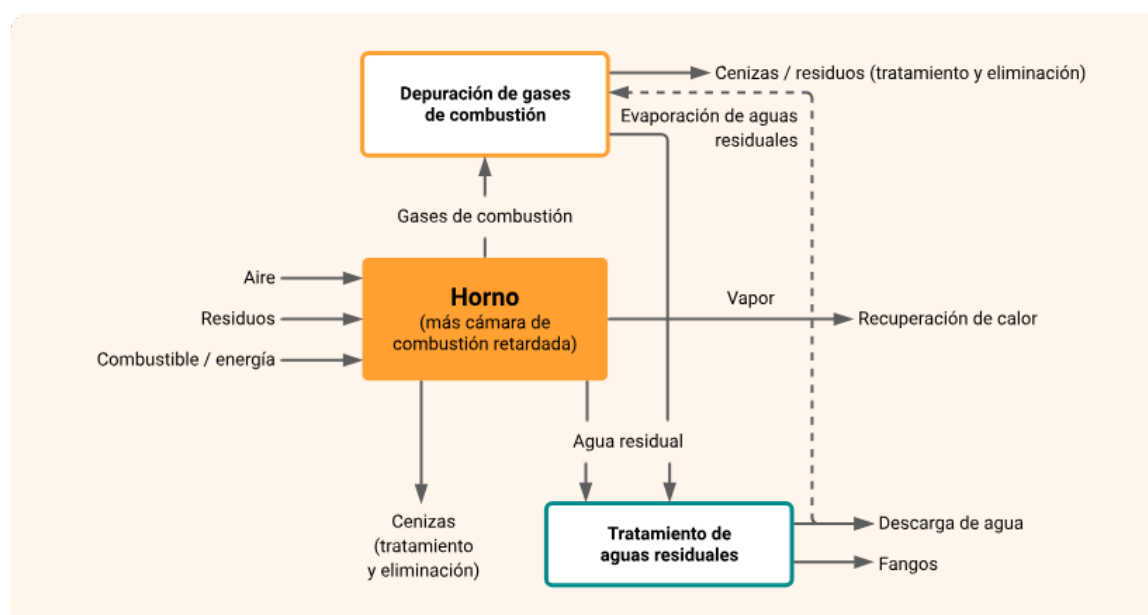 Depuración de gases
de combustión
Cenizas / residuos (tratamiento y eliminación)
Evaporación de aguas
residuales
Gases de combustión
Aire
Residuos
Combustible / energía
Horno
(más cámara de
combustión retardada)
Vapor
Recuperación de calor
Agua residual
Cenizas
(tratamiento
y eliminación)
Tratamiento de
aguas residuales
Descarga de agua
Fangos